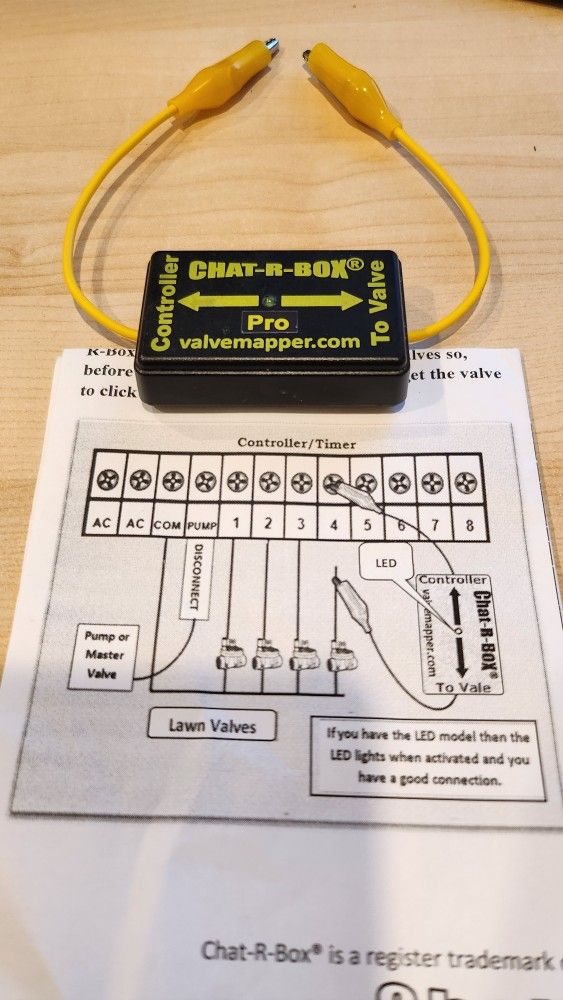 CHAT-R-BOX®
Controller
To Valve
Pro
valvemapper.com
R-Box lves so,
before et the valve
to click
Controller/Timer
AC AC COM PUMP 1 2 3 4 5 6 7 8
DISCONNECT
LED
Controller
Chat-R-BOX®
valvemapper.com
To Vale
Pump or
Master
Valve
Lawn Valves
If you have the LED model then the
LED lights when activated and you
have a good connection.
Chat-R-Box® is a register trademark